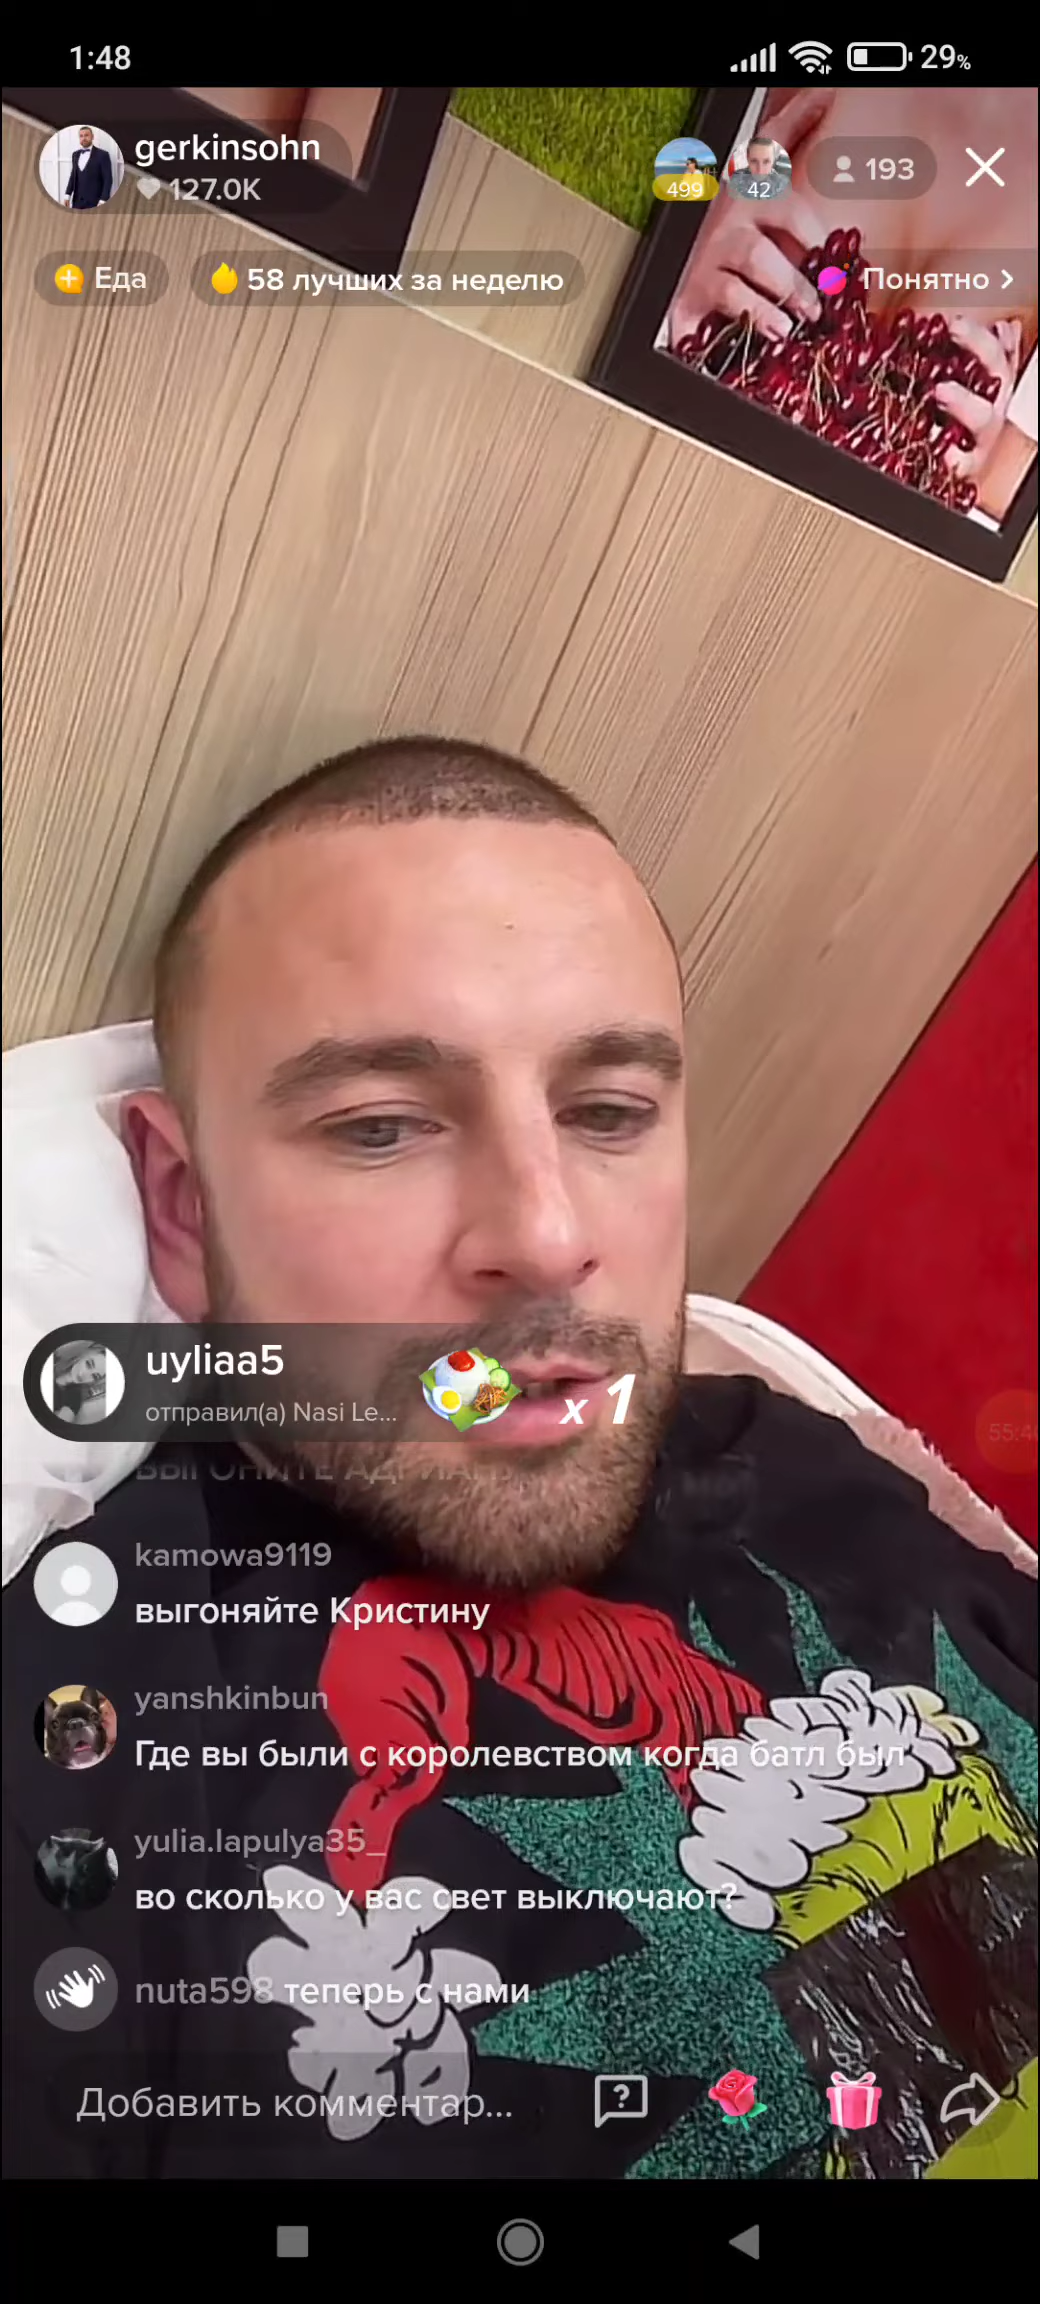 1:48
29%
gerkinsohn
127.0K
499
42
193
Еда
58 лучших за неделю
Понятно
uyliaa5
отправил(а) Nasi Le...
x 1
kamowa9119
выгоняйте Кристину
yanshkinbun
Где вы были с королевством когда батл был
yulia.lapulya35_
во сколько у вас свет выключают?
nuta598 теперь с нами
Добавить комментар...